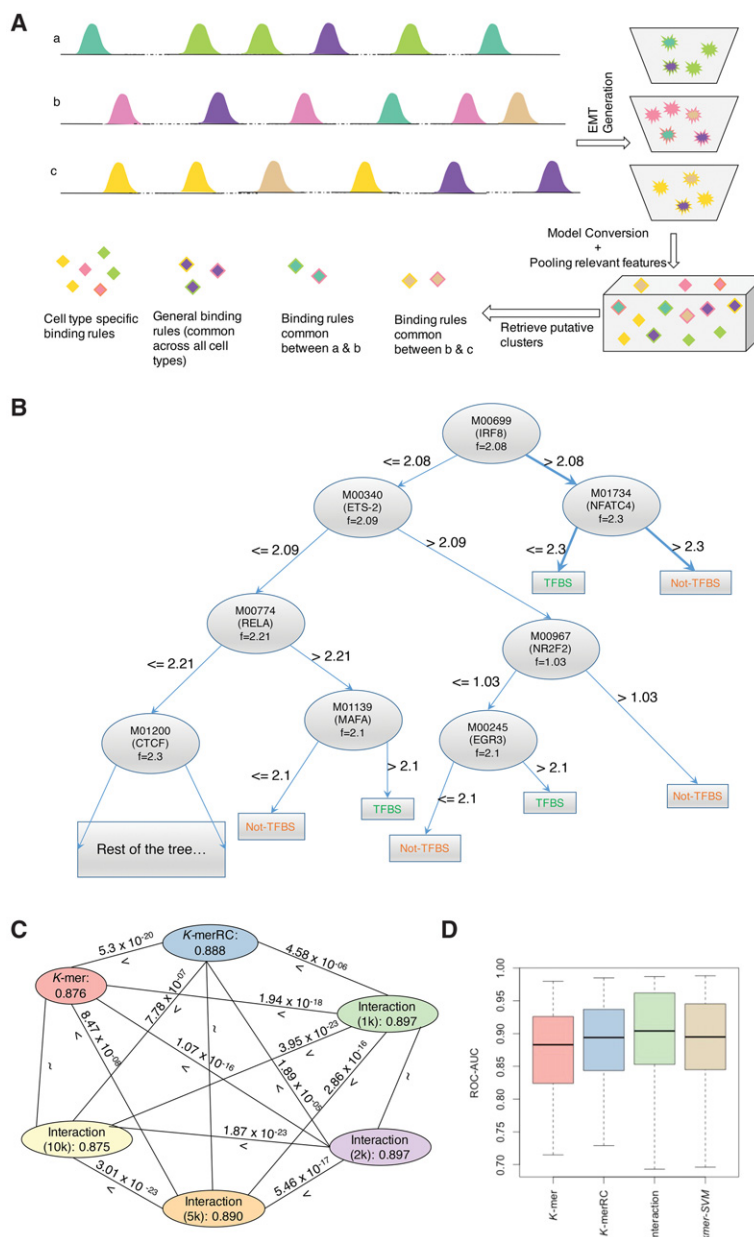 A
a
b
c
EMT
Generation
Model Conversion
+
Pooling relevant features
Retrieve putative
clusters
Cell type specific
binding rules
General binding
rules (common
across all cell
types)
Binding rules
common
between a & b
Binding rules
common
between b & c
B
M00699
(IRF8)
f=2.08
<= 2.08
> 2.08
M00340
(ETS-2)
f=2.09
M01734
(NFATC4)
f=2.3
<= 2.09
> 2.09
<= 2.3
> 2.3
TFBS
Not-TFBS
M00774
(RELA)
f=2.21
M00967
(NR2F2)
f=1.03
<= 2.21
> 2.21
<= 1.03
> 1.03
M01200
(CTCF)
f=2.3
M01139
(MAFA)
f=2.1
M00245
(EGR3)
f=2.1
<= 2.1
> 2.1
<= 2.1
> 2.1
Not-TFBS
TFBS
Not-TFBS
TFBS
Not-TFBS
Rest of the tree…
C
K-merRC:
0.888
K-mer:
0.876
Interaction
(1k): 0.897
Interaction
(10k): 0.875
Interaction
(2k): 0.897
Interaction
(5k): 0.890
5.3 x 10-20
<
4.58 x 10-06
<
7.78 x 10-07
<
1.94 x 10-18
<
8.47 x 10-08
<
3.95 x 10-23
<
1.07 x 10-16
<
1.89 x 10-05
<
2.86 x 10-16
<
1.87 x 10-23
<
3.01 x 10-23
<
5.46 x 10-17
<
~
~
~
D
ROC-AUC
1.00
0.95
0.90
0.85
0.80
0.75
0.70
K-mer
K-merRC